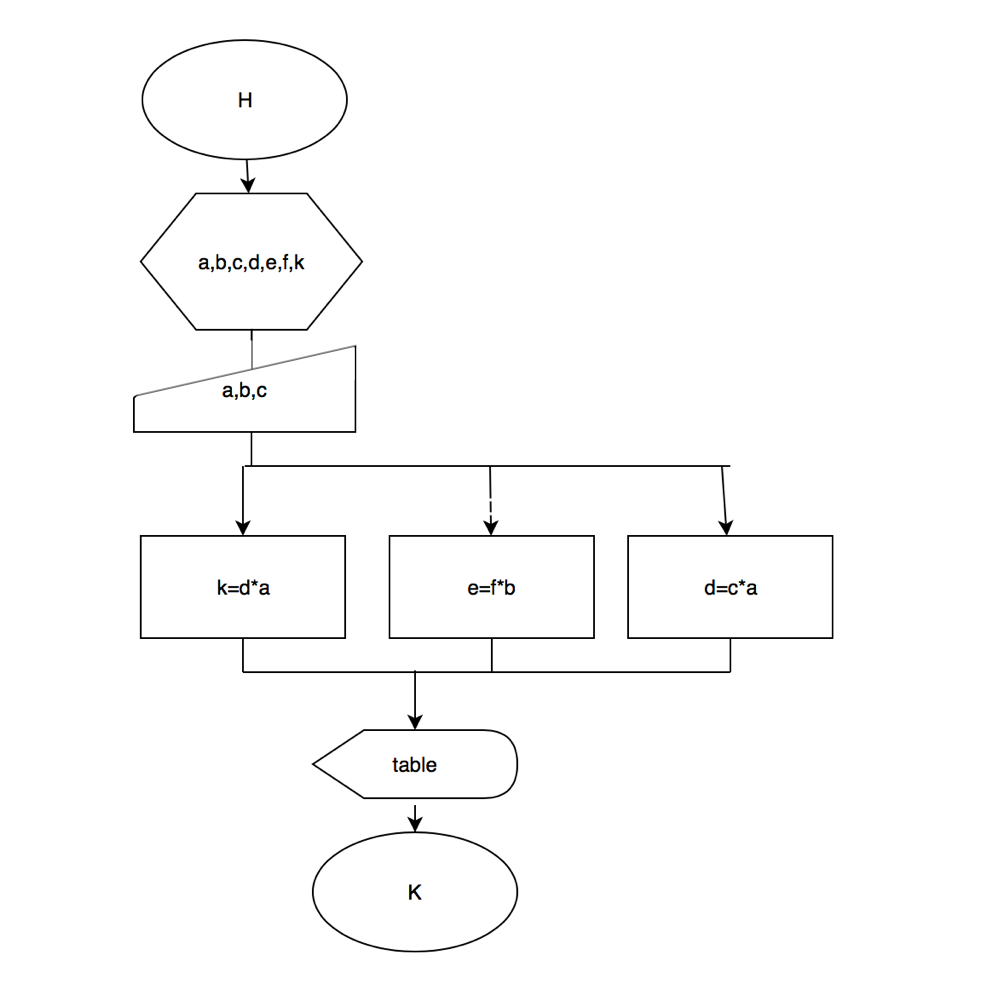 H
a,b,c,d,e,f,k
a,b,c
k=d*a
e=f*b
d=c*a
table
K